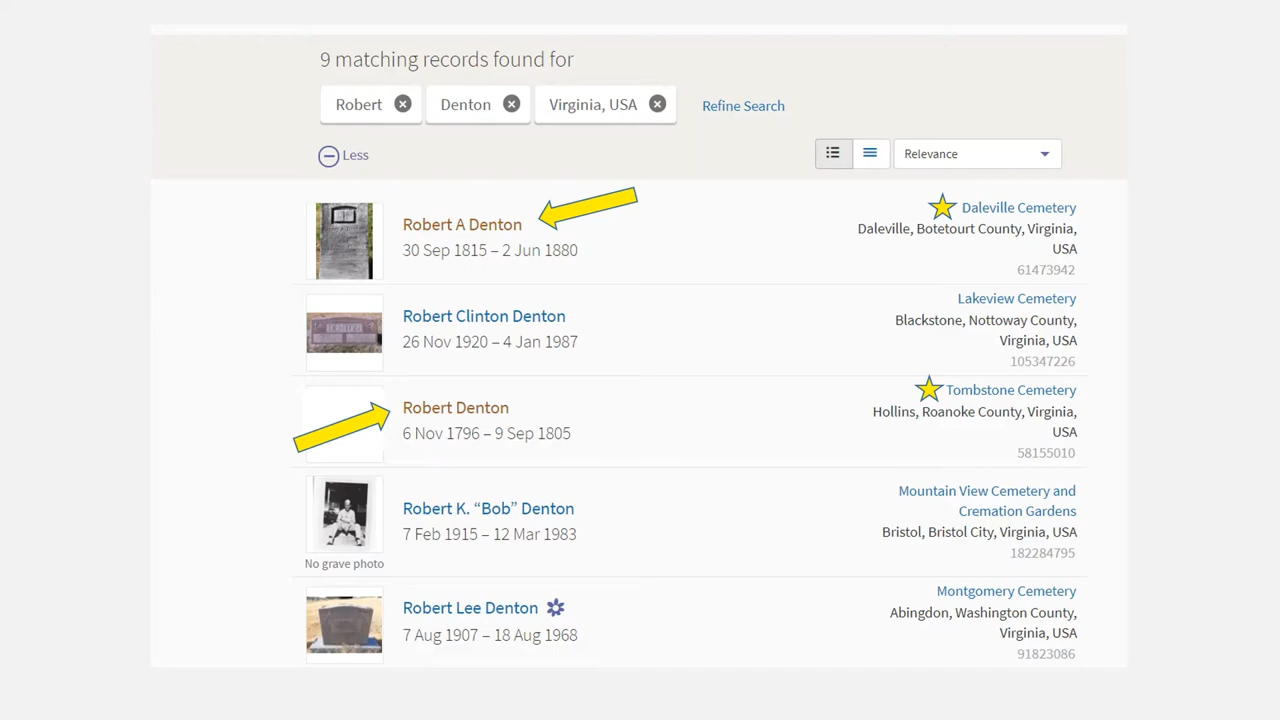 9 matching records found for
Robert
Denton
Virginia, USA
Refine Search
Less
Relevance
Robert A Denton
30 Sep 1815 – 2 Jun 1880
Daleville Cemetery
Daleville, Botetourt County, Virginia,
USA
61473942
Robert Clinton Denton
26 Nov 1920 – 4 Jan 1987
Lakeview Cemetery
Blackstone, Nottoway County,
Virginia, USA
105347226
Robert Denton
6 Nov 1796 – 9 Sep 1805
Tombstone Cemetery
Hollins, Roanoke County, Virginia,
USA
58155010
Robert K. “Bob” Denton
7 Feb 1915 – 12 Mar 1983
No grave photo
Mountain View Cemetery and
Cremation Gardens
Bristol, Bristol City, Virginia, USA
182284795
Robert Lee Denton
7 Aug 1907 – 18 Aug 1968
Montgomery Cemetery
Abingdon, Washington County,
Virginia, USA
91823086